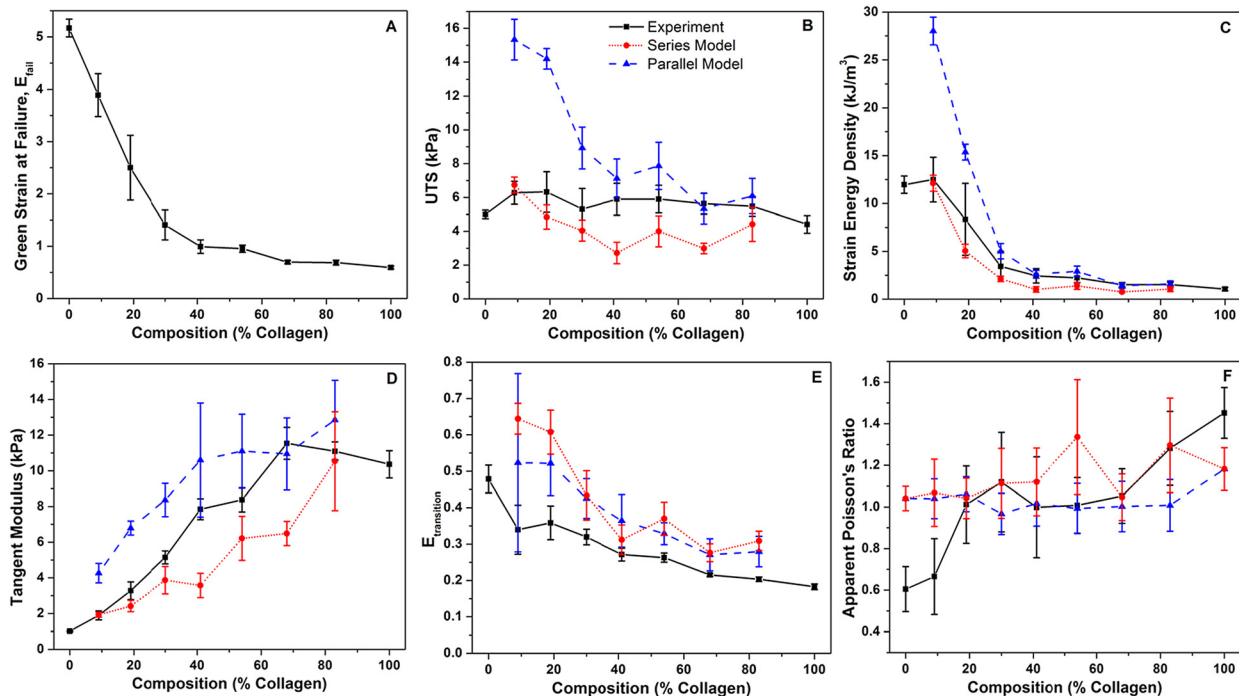 A
Green Strain at Failure, E_fail
5
4
3
2
1
0
0 20 40 60 80 100
Composition (% Collagen)
B
Experiment
Series Model
Parallel Model
UTS (kPa)
16
14
12
10
8
6
4
2
0
0 20 40 60 80 100
Composition (% Collagen)
C
Strain Energy Density (kJ/m³)
30
25
20
15
10
5
0
0 20 40 60 80 100
Composition (% Collagen)
D
Tangent Modulus (kPa)
16
14
12
10
8
6
4
2
0
0 20 40 60 80 100
Composition (% Collagen)
E
E_transition
0.8
0.7
0.6
0.5
0.4
0.3
0.2
0.1
0.0
0 20 40 60 80 100
Composition (% Collagen)
F
Apparent Poisson's Ratio
1.6
1.4
1.2
1.0
0.8
0.6
0.4
0 20 40 60 80 100
Composition (% Collagen)